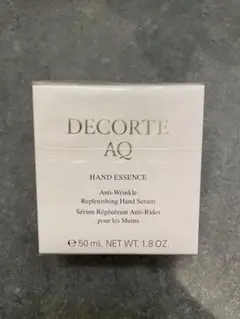 DECORTÉ
AQ
HAND ESSENCE
Anti-Wrinkle
Replenishing Hand Serum
Sérum Régénérant Anti-Rides
pour les Mains
℮ 50 mL NET WT. 1.8 OZ.